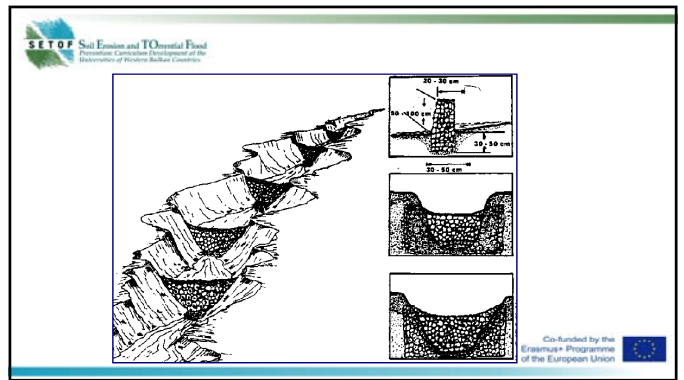 SETOF
Soil Erosion and TOrrential Flood
Prevention: Curriculum Development at the
Universities of Western Balkan Countries
20 - 30 cm
50 - 100 cm
30 - 50 cm
30 - 50 cm
Co-funded by the
Erasmus+ Programme
of the European Union